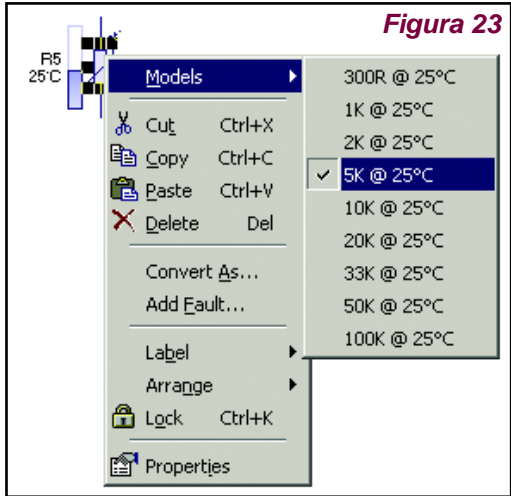 Figura 23
R5
25°C
Models
Cut Ctrl+X
Copy Ctrl+C
Paste Ctrl+V
Delete Del
Convert As...
Add Fault...
Label
Arrange
Lock Ctrl+K
Properties
300R @ 25°C
1K @ 25°C
2K @ 25°C
5K @ 25°C
10K @ 25°C
20K @ 25°C
33K @ 25°C
50K @ 25°C
100K @ 25°C